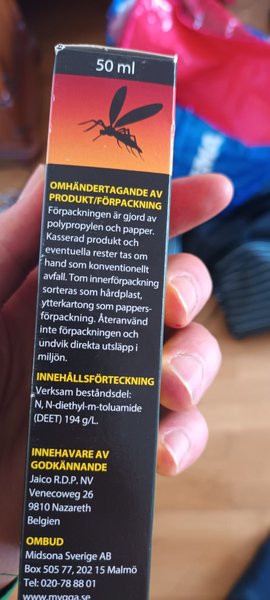 50 ml
OMHÄNDERTAGANDE AV
PRODUKT/FÖRPACKNING
Förpackningen är gjord av
polypropylen och papper.
Kasserad produkt och
eventuella rester tas om
hand som konventionellt
avfall. Tom innerförpackning
sorteras som hårdplast,
ytterkartong som pappers-
förpackning. Återanvänd
inte förpackningen och
undvik direkta utsläpp i
miljön.
INNEHÅLLSFÖRTECKNING
Verksam beståndsdel:
N, N-diethyl-m-toluamide
(DEET) 194 g/L.
INNEHAVARE AV
GODKÄNNANDE
Jaico R.D.P. NV
Venecoweg 26
9810 Nazareth
Belgien
OMBUD
Midsona Sverige AB
Box 505 77, 202 15 Malmö
Tel: 020-78 88 01
www.mygga.se